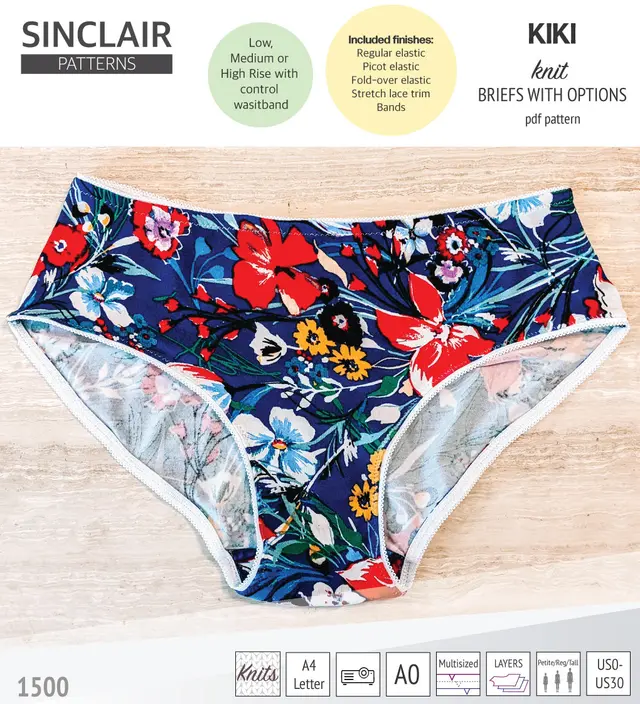 SINCLAIR
PATTERNS
Low,
Medium or
High Rise with
control
wasitband
Included finishes:
Regular elastic
Picot elastic
Fold-over elastic
Stretch lace trim
Bands
KIKI
knit
BRIEFS WITH OPTIONS
pdf pattern
1500
Knits
A4
Letter
A0
Multisized
LAYERS
Petite/Reg/Tall
US0-
US30